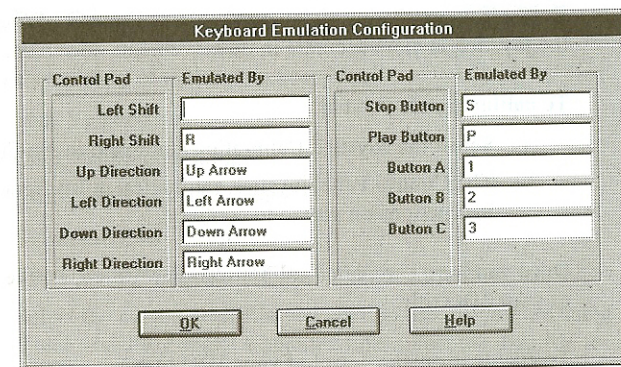 Keyboard Emulation Configuration
Control Pad Emulated By
Left Shift
Right Shift R
Up Direction Up Arrow
Left Direction Left Arrow
Down Direction Down Arrow
Right Direction Right Arrow
Control Pad Emulated By
Stop Button S
Play Button P
Button A 1
Button B 2
Button C 3
OK Cancel Help